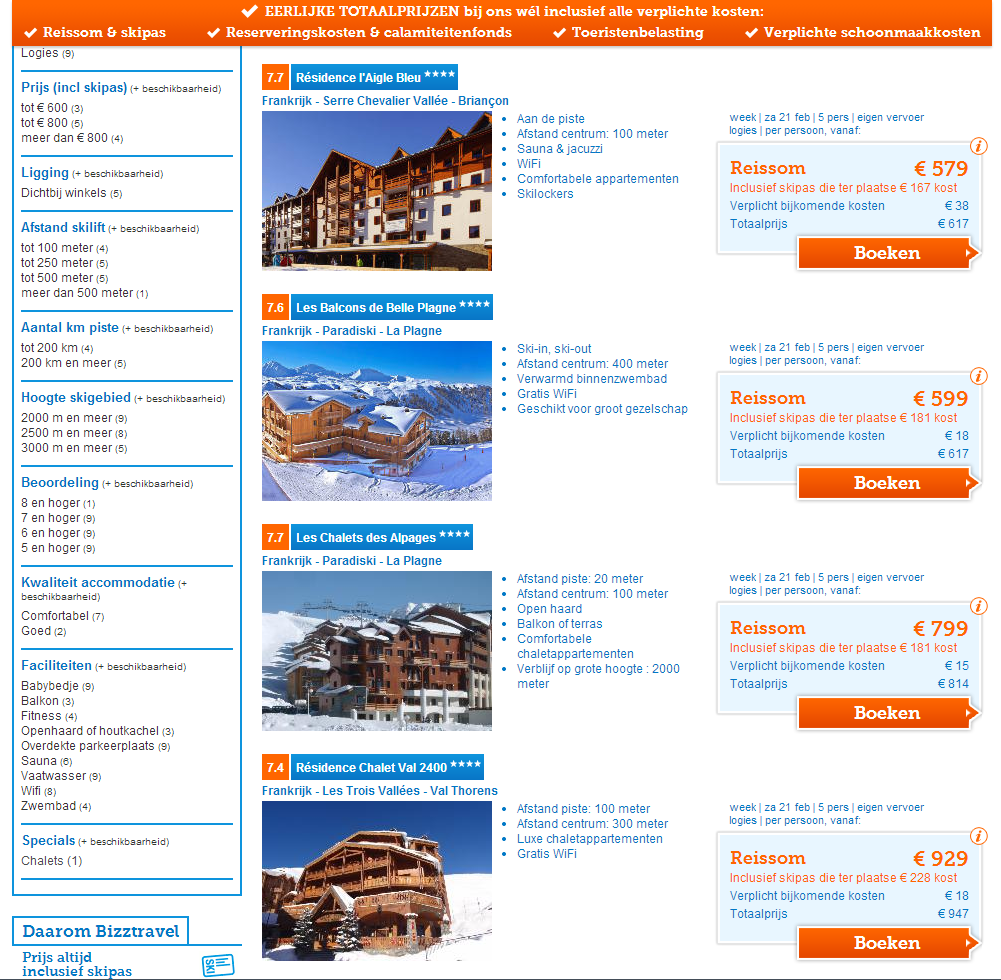 EERLIJKE TOTAALPRIJZEN bij ons wél inclusief alle verplichte kosten:
Reissom & skipas Reserveringskosten & calamiteitenfonds Toeristenbelasting Verplichte schoonmaakkosten
Logies (9)
Prijs (incl skipas) (+ beschikbaarheid)
tot € 600 (3)
tot € 800 (5)
meer dan € 800 (4)
Ligging (+ beschikbaarheid)
Dichtbij winkels (5)
Afstand skilift (+ beschikbaarheid)
tot 100 meter (4)
tot 250 meter (5)
tot 500 meter (5)
meer dan 500 meter (1)
Aantal km piste (+ beschikbaarheid)
tot 200 km (4)
200 km en meer (5)
Hoogte skigebied (+ beschikbaarheid)
2000 m en meer (9)
2500 m en meer (8)
3000 m en meer (5)
Beoordeling (+ beschikbaarheid)
8 en hoger (1)
7 en hoger (9)
6 en hoger (9)
5 en hoger (9)
Kwaliteit accommodatie (+
beschikbaarheid)
Comfortabel (7)
Goed (2)
Faciliteiten (+ beschikbaarheid)
Babybedje (9)
Balkon (3)
Fitness (4)
Openhaard of houtkachel (3)
Overdekte parkeerplaats (9)
Sauna (6)
Vaatwasser (9)
Wifi (8)
Zwembad (4)
Specials (+ beschikbaarheid)
Chalets (1)
Daarom Bizztravel
Prijs altijd
inclusief skipas
SKI
7.7 Résidence l'Aigle Bleu ★★★★
Frankrijk - Serre Chevalier Vallée - Briançon
• Aan de piste
• Afstand centrum: 100 meter
• Sauna & jacuzzi
• WiFi
• Comfortabele appartementen
• Skilockers
week | za 21 feb | 5 pers | eigen vervoer
logies | per persoon, vanaf:
i
Reissom € 579
Inclusief skipas die ter plaatse € 167 kost
Verplicht bijkomende kosten € 38
Totaalprijs € 617
Boeken
7.6 Les Balcons de Belle Plagne ★★★★
Frankrijk - Paradiski - La Plagne
• Ski-in, ski-out
• Afstand centrum: 400 meter
• Verwarmd binnenzwembad
• Gratis WiFi
• Geschikt voor groot gezelschap
week | za 21 feb | 5 pers | eigen vervoer
logies | per persoon, vanaf:
i
Reissom € 599
Inclusief skipas die ter plaatse € 181 kost
Verplicht bijkomende kosten € 18
Totaalprijs € 617
Boeken
7.7 Les Chalets des Alpages ★★★★
Frankrijk - Paradiski - La Plagne
• Afstand piste: 20 meter
• Afstand centrum: 100 meter
• Open haard
• Balkon of terras
• Comfortabele
chaletappartementen
• Verblijf op grote hoogte : 2000
meter
week | za 21 feb | 5 pers | eigen vervoer
logies | per persoon, vanaf:
i
Reissom € 799
Inclusief skipas die ter plaatse € 181 kost
Verplicht bijkomende kosten € 15
Totaalprijs € 814
Boeken
7.4 Résidence Chalet Val 2400 ★★★★
Frankrijk - Les Trois Vallées - Val Thorens
• Afstand piste: 100 meter
• Afstand centrum: 300 meter
• Luxe chaletappartementen
• Gratis WiFi
week | za 21 feb | 5 pers | eigen vervoer
logies | per persoon, vanaf:
i
Reissom € 929
Inclusief skipas die ter plaatse € 228 kost
Verplicht bijkomende kosten € 18
Totaalprijs € 947
Boeken